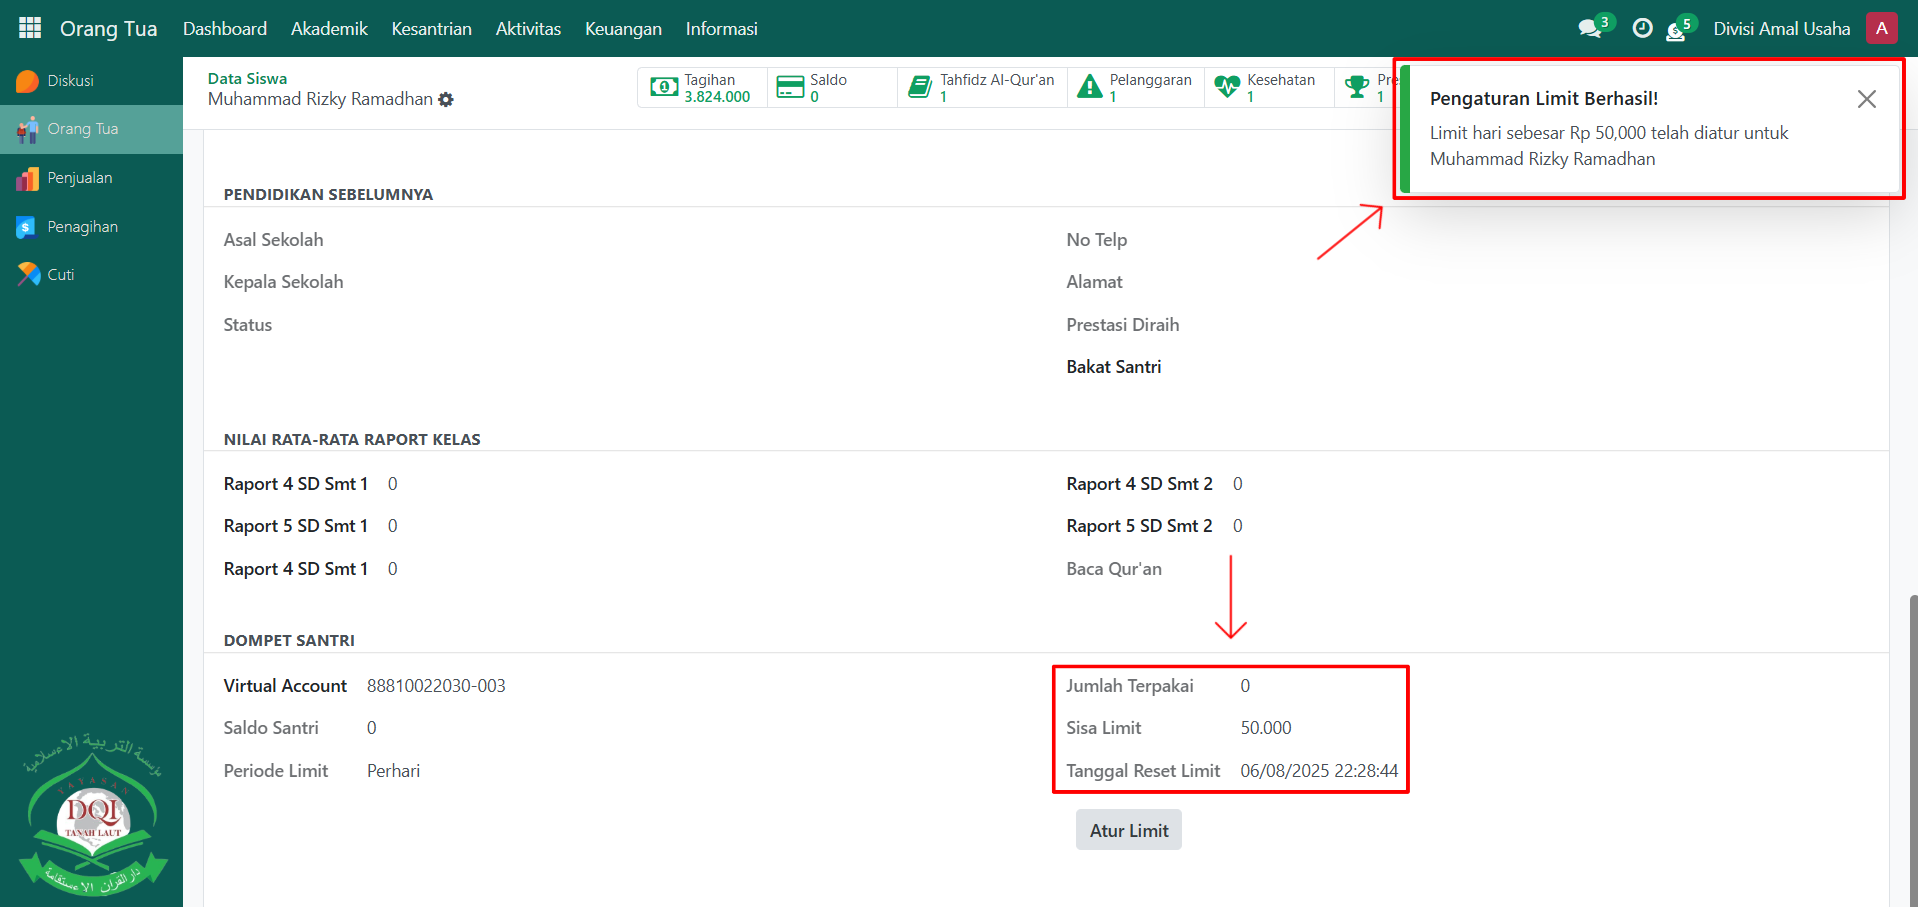 Orang Tua Dashboard Akademik Kesantrian Aktivitas Keuangan Informasi 3 5 Divisi Amal Usaha A
Diskusi
Orang Tua
Penjualan
Penagihan
Cuti
Data Siswa
Muhammad Rizky Ramadhan
Tagihan
3.824.000
Saldo
0
Tahfidz Al-Qur'an
1
Pelanggaran
1
Kesehatan
1
Pre
1
Pengaturan Limit Berhasil!
Limit hari sebesar Rp 50,000 telah diatur untuk
Muhammad Rizky Ramadhan
PENDIDIKAN SEBELUMNYA
Asal Sekolah
Kepala Sekolah
Status
No Telp
Alamat
Prestasi Diraih
Bakat Santri
NILAI RATA-RATA RAPORT KELAS
Raport 4 SD Smt 1 0
Raport 5 SD Smt 1 0
Raport 4 SD Smt 1 0
Raport 4 SD Smt 2 0
Raport 5 SD Smt 2 0
Baca Qur'an
DOMPET SANTRI
Virtual Account 88810022030-003
Saldo Santri 0
Periode Limit Perhari
Jumlah Terpakai 0
Sisa Limit 50.000
Tanggal Reset Limit 06/08/2025 22:28:44
Atur Limit
مؤسسة التربية الاءسلامية
YAYASAN
DQI
TANAH LAUT
دار القرآن الاءستقامة